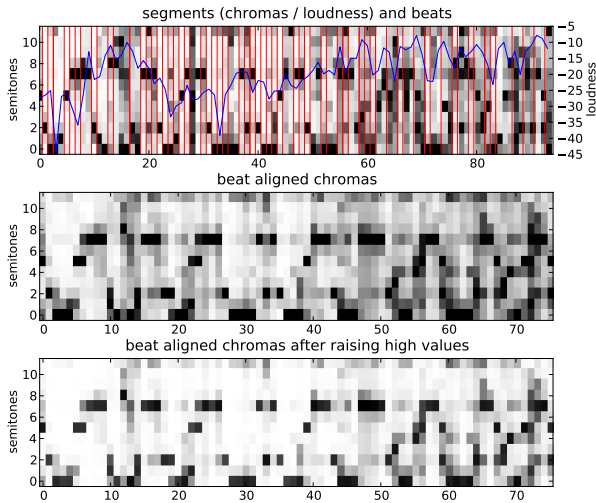 segments (chromas / loudness) and beats
semitones
10
8
6
4
2
0
−5
−10
−15
−20
−25
−30
−35
−40
−45
loudness
0 20 40 60 80
beat aligned chromas
semitones
10
8
6
4
2
0
0 10 20 30 40 50 60 70
beat aligned chromas after raising high values
semitones
10
8
6
4
2
0
0 10 20 30 40 50 60 70